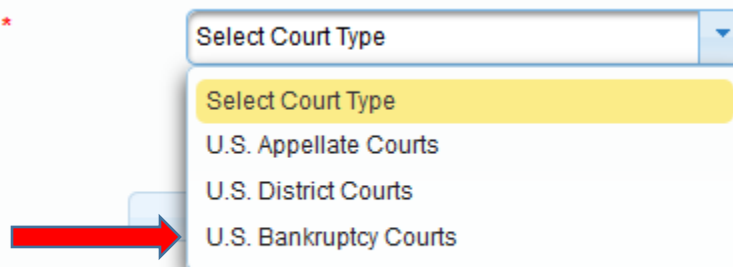 *
Select Court Type
Select Court Type
U.S. Appellate Courts
U.S. District Courts
U.S. Bankruptcy Courts